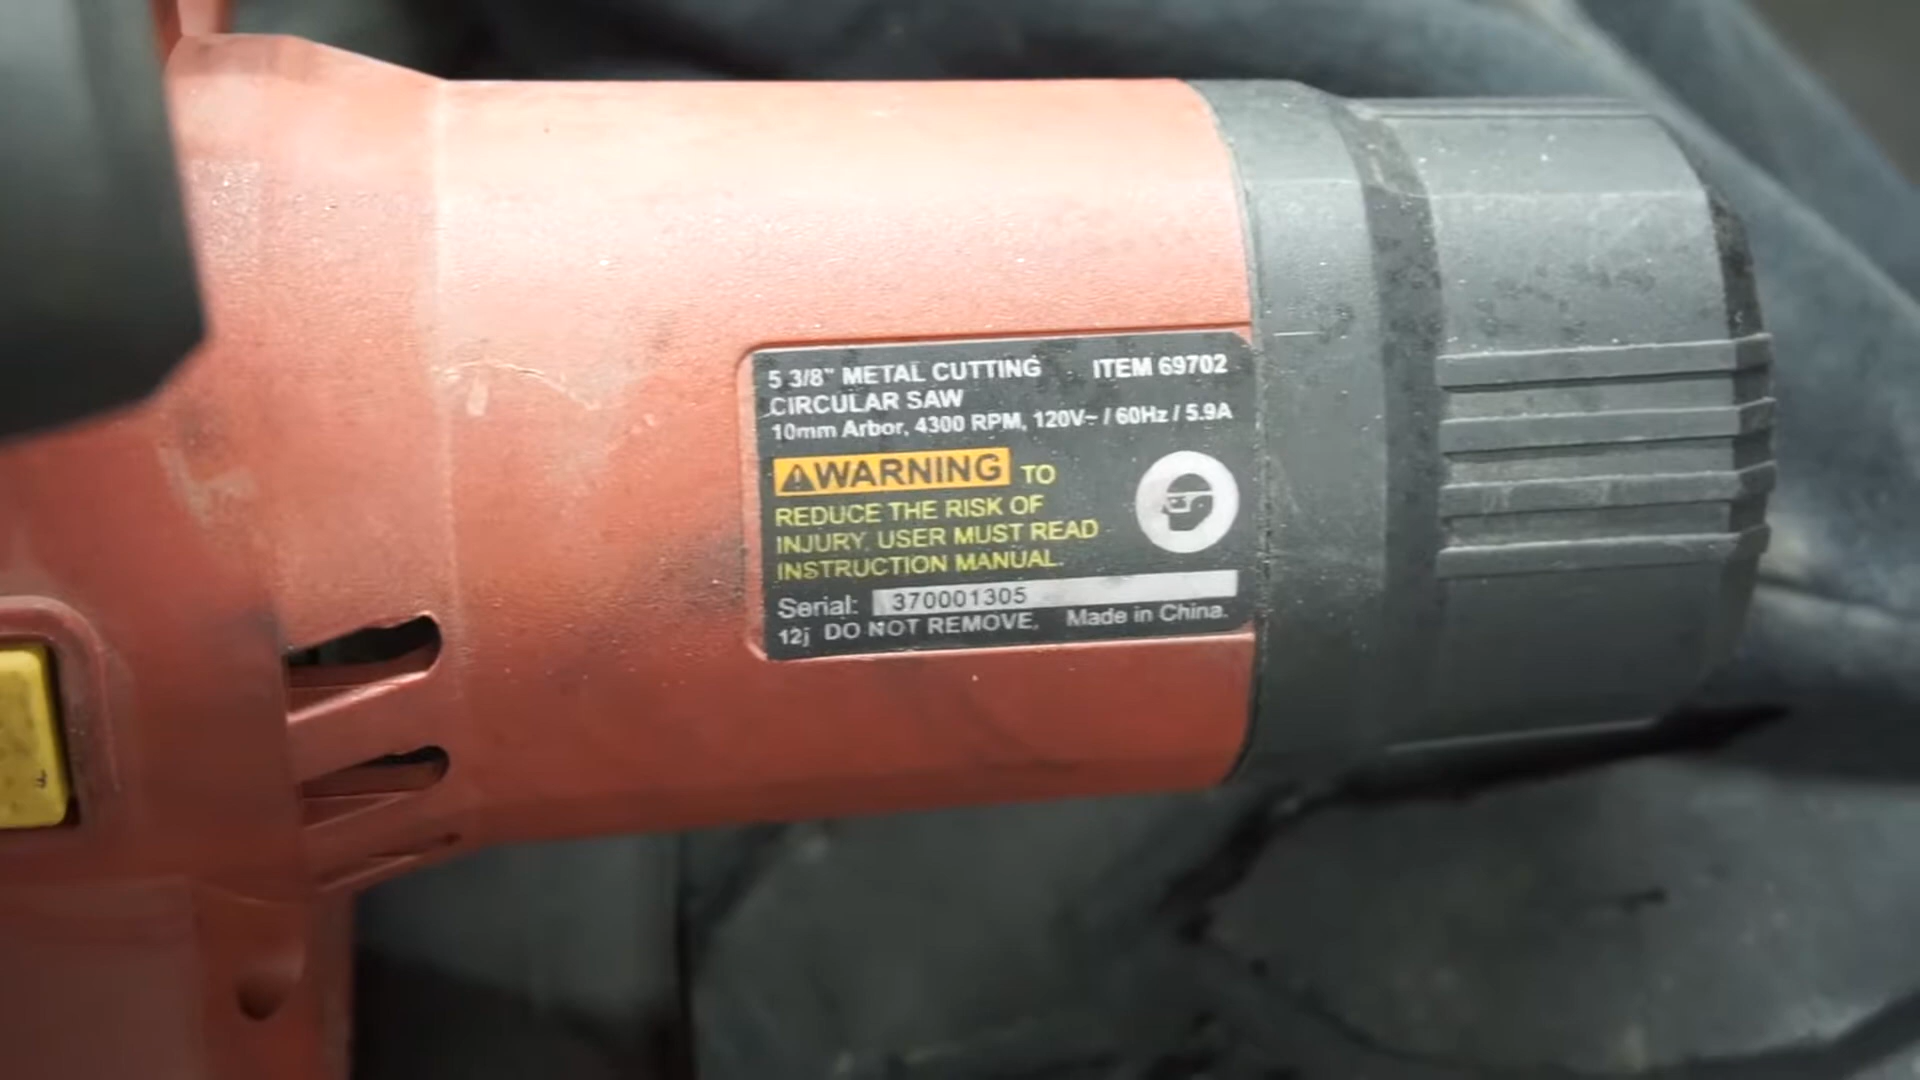 5 3/8" METAL CUTTING ITEM 69702
CIRCULAR SAW
10mm Arbor, 4300 RPM, 120V~ / 60Hz / 5.9A
⚠WARNING TO
REDUCE THE RISK OF
INJURY, USER MUST READ
INSTRUCTION MANUAL.
Serial: 370001305
12j DO NOT REMOVE. Made in China.